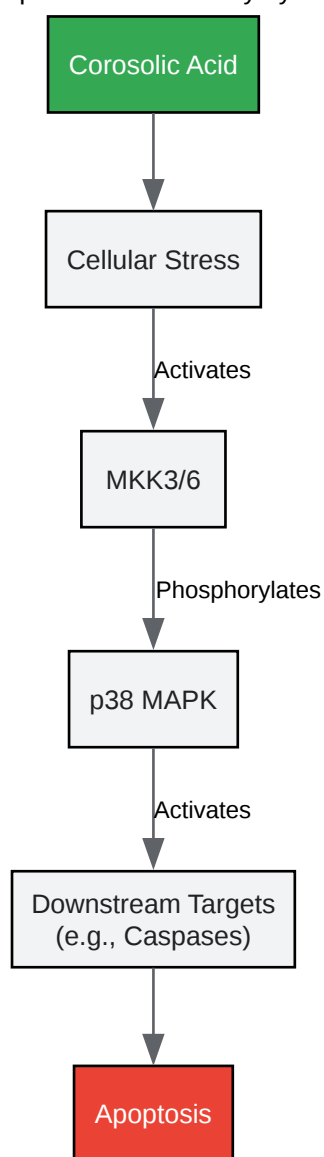 Corosolic Acid
Cellular Stress
Activates
MKK3/6
Phosphorylates
p38 MAPK
Activates
Downstream Targets
(e.g., Caspases)
Apoptosis